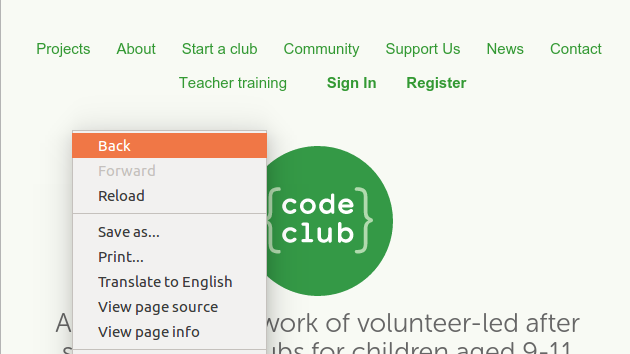 Projects About Start a club Community Support Us News Contact
Teacher training Sign In Register
Back
Forward
Reload
Save as...
Print...
Translate to English
View page source
View page info
{code
club}
A work of volunteer-led after
for children aged 9-11